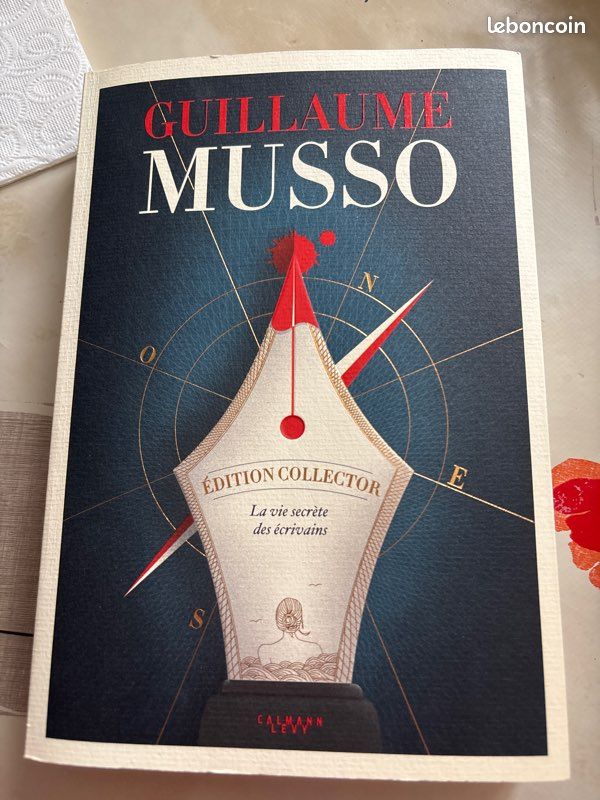 leboncoin
GUILLAUME
MUSSO
N
O
E
S
ÉDITION COLLECTOR
La vie secrète
des écrivains
CALMANN
LEVY